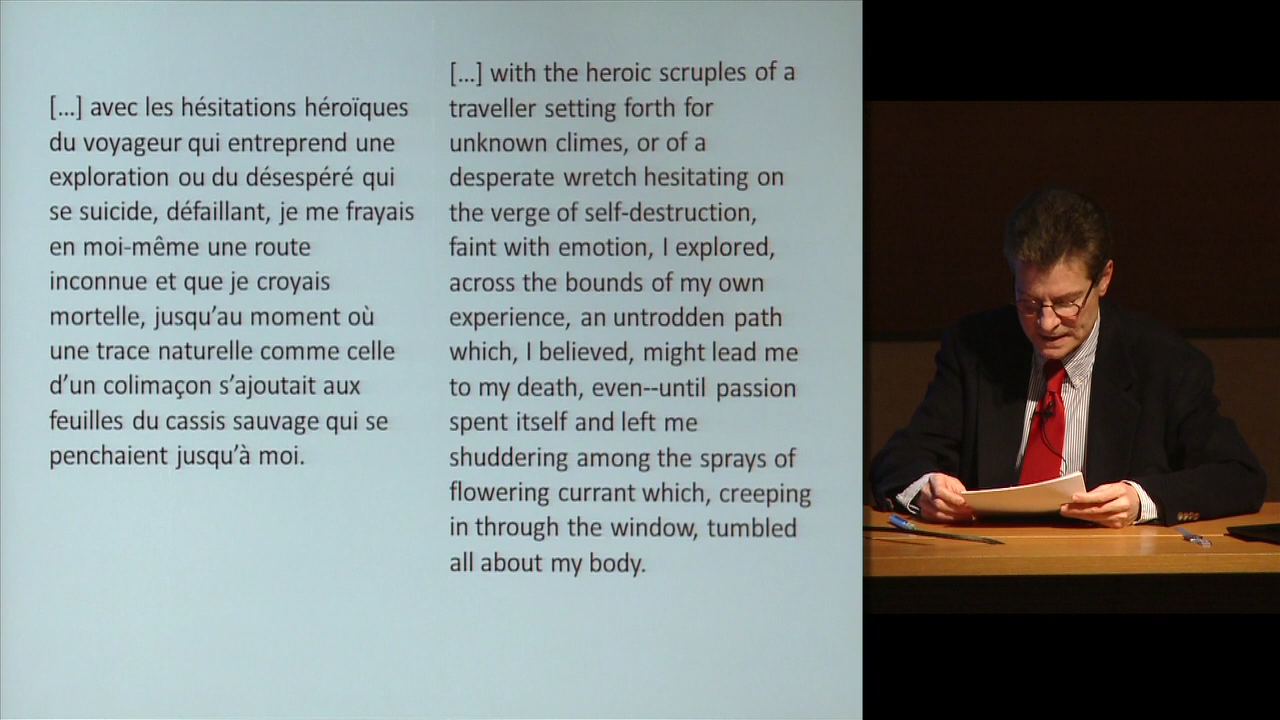 [...] avec les hésitations héroïques
du voyageur qui entreprend une
exploration ou du désespéré qui
se suicide, défaillant, je me frayais
en moi-même une route
inconnue et que je croyais
mortelle, jusqu’au moment où
une trace naturelle comme celle
d’un colimaçon s’ajoutait aux
feuilles du cassis sauvage qui se
penchaient jusqu’à moi.
[...] with the heroic scruples of a
traveller setting forth for
unknown climes, or of a
desperate wretch hesitating on
the verge of self-destruction,
faint with emotion, I explored,
across the bounds of my own
experience, an untrodden path
which, I believed, might lead me
to my death, even--until passion
spent itself and left me
shuddering among the sprays of
flowering currant which, creeping
in through the window, tumbled
all about my body.